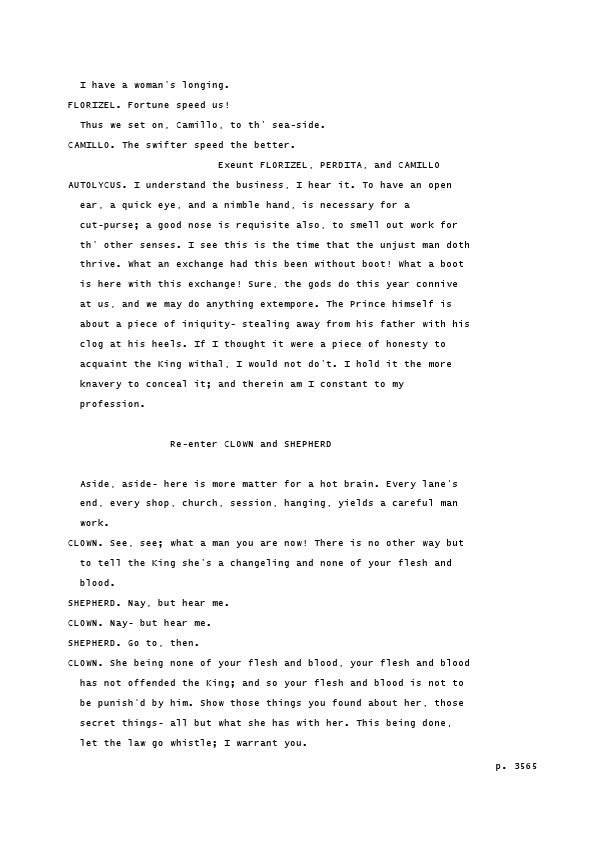 I have a woman's longing.
FLORIZEL. Fortune speed us!
Thus we set on, Camillo, to th' sea-side.
CAMILLO. The swifter speed the better.
Exeunt FLORIZEL, PERDITA, and CAMILLO
AUTOLYCUS. I understand the business, I hear it. To have an open
ear, a quick eye, and a nimble hand, is necessary for a
cut-purse; a good nose is requisite also, to smell out work for
th' other senses. I see this is the time that the unjust man doth
thrive. What an exchange had this been without boot! What a boot
is here with this exchange! Sure, the gods do this year connive
at us, and we may do anything extempore. The Prince himself is
about a piece of iniquity- stealing away from his father with his
clog at his heels. If I thought it were a piece of honesty to
acquaint the King withal, I would not do't. I hold it the more
knavery to conceal it; and therein am I constant to my
profession.
Re-enter CLOWN and SHEPHERD
Aside, aside- here is more matter for a hot brain. Every lane's
end, every shop, church, session, hanging, yields a careful man
work.
CLOWN. See, see; what a man you are now! There is no other way but
to tell the King she's a changeling and none of your flesh and
blood.
SHEPHERD. Nay, but hear me.
CLOWN. Nay- but hear me.
SHEPHERD. Go to, then.
CLOWN. She being none of your flesh and blood, your flesh and blood
has not offended the King; and so your flesh and blood is not to
be punish'd by him. Show those things you found about her, those
secret things- all but what she has with her. This being done,
let the law go whistle; I warrant you.
p. 3565